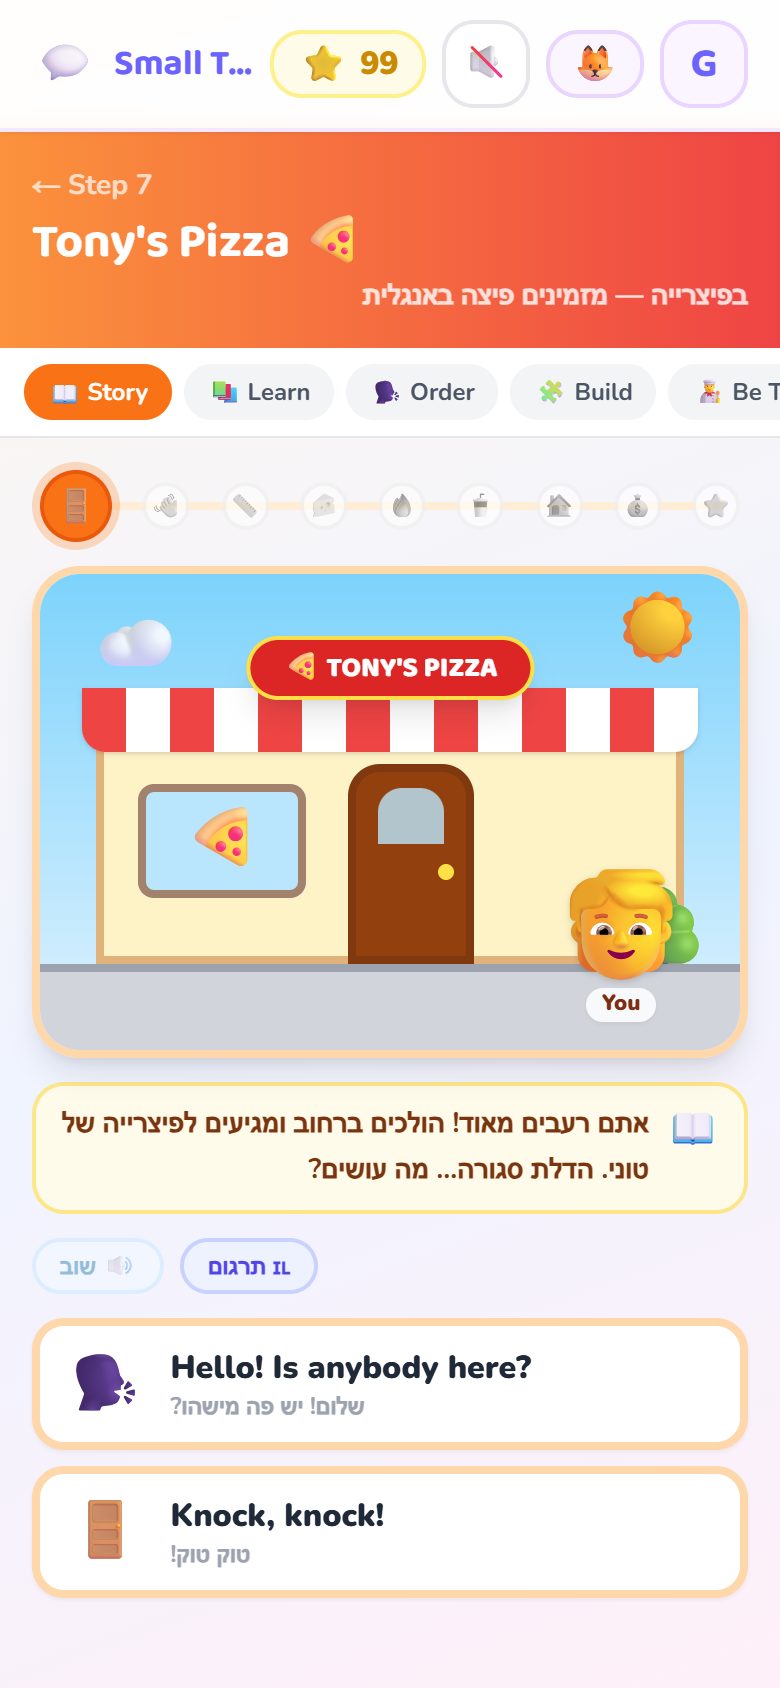 Small T...
99
G
← Step 7
Tony's Pizza
בפיצרייה — מזמינים פיצה באנגלית
Story
Learn
Order
Build
Be T
TONY'S PIZZA
You
אתם רעבים מאוד! הולכים ברחוב ומגיעים לפיצרייה של
טוני. הדלת סגורה... מה עושים?
שוב
IL תרגום
Hello! Is anybody here?
שלום! יש פה מישהו?
Knock, knock!
טוק טוק!